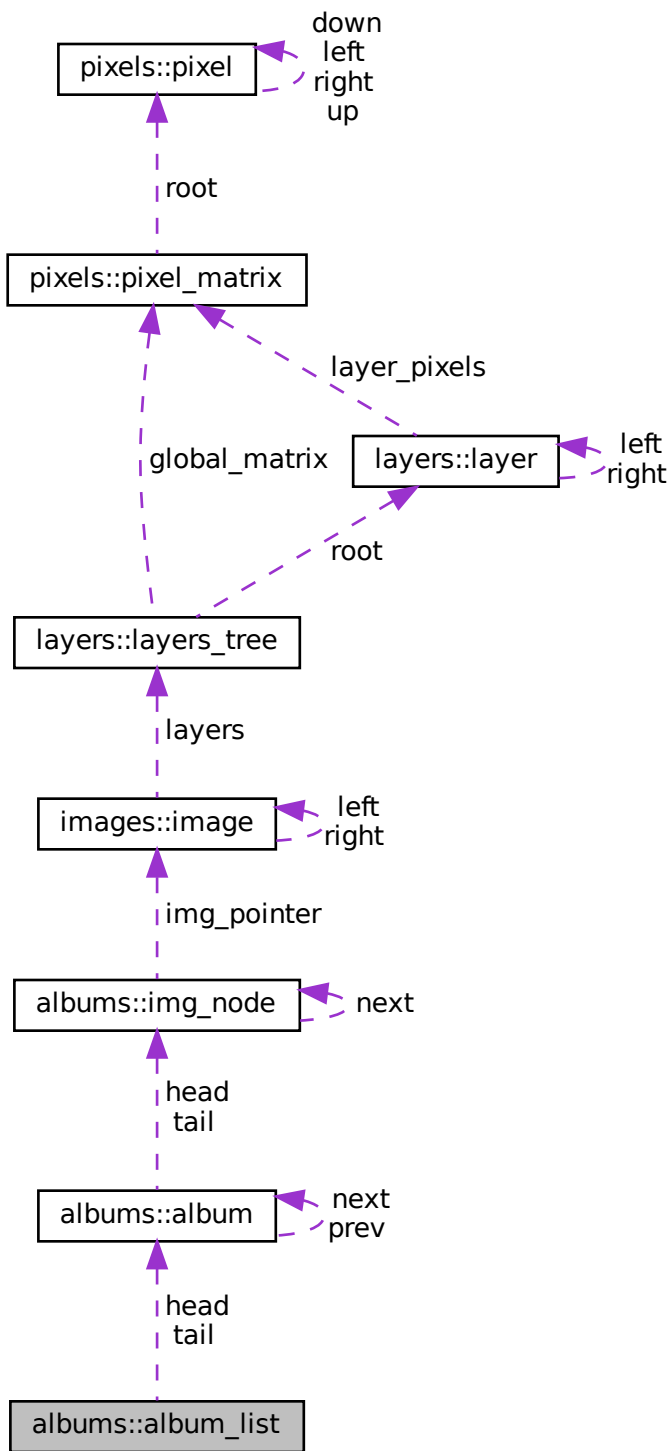 down
left
right
up
pixels::pixel
root
pixels::pixel_matrix
layer_pixels
global_matrix
layers::layer
left
right
root
layers::layers_tree
layers
images::image
left
right
img_pointer
albums::img_node
next
head
tail
albums::album
next
prev
head
tail
albums::album_list